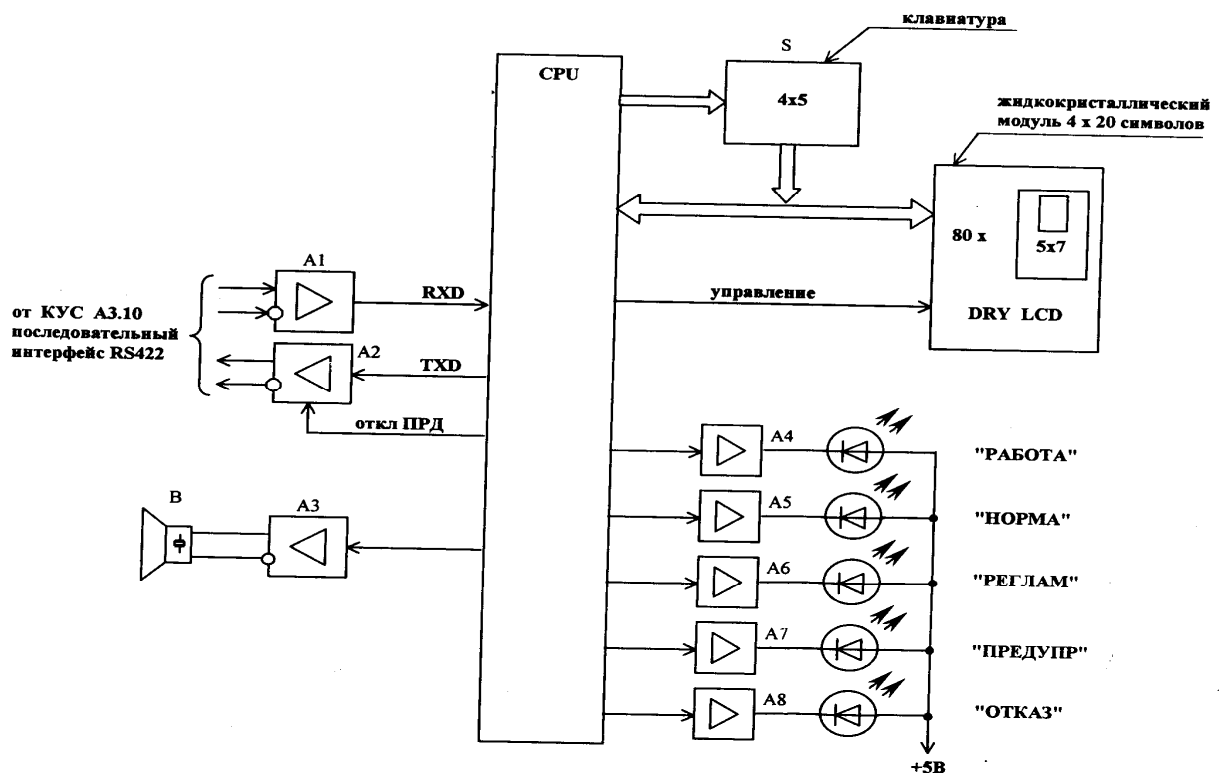 клавиатура
S
CPU
4x5
жидкокристаллический
модуль 4 x 20 символов
80 x
5x7
DRY LCD
управление
A1
RXD
от КУС А3.10
последовательный
интерфейс RS422
A2
TXD
откл ПРД
B
A3
A4
"РАБОТА"
A5
"НОРМА"
A6
"РЕГЛАМ"
A7
"ПРЕДУПР"
A8
"ОТКАЗ"
+5В